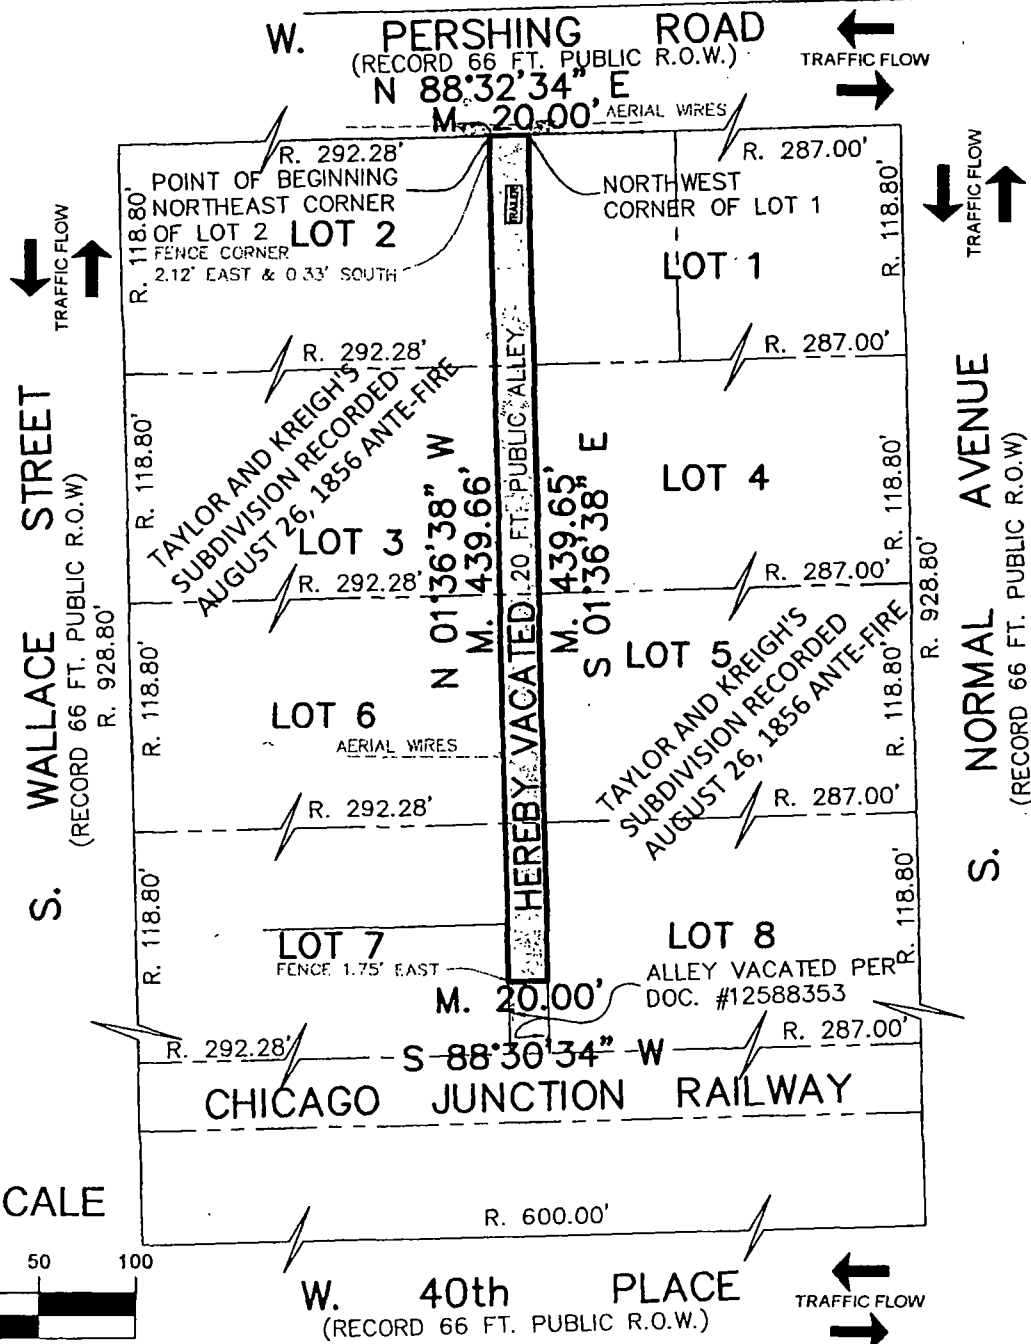 W. PERSHING ROAD
(RECORD 66 FT. PUBLIC R.O.W.)
TRAFFIC FLOW
N 88°32'34" E
M. 20.00'
AERIAL WIRES
R. 292.28'
R. 287.00'
POINT OF BEGINNING
NORTHEAST CORNER
OF LOT 2
LOT 2
FENCE CORNER
2.12' EAST & 0.33' SOUTH
TRAILER
NORTHWEST
CORNER OF LOT 1
LOT 1
R. 118.80'
R. 118.80'
TRAFFIC FLOW
TRAFFIC FLOW
R. 292.28'
R. 287.00'
TAYLOR AND KREIGH'S
SUBDIVISION RECORDED
AUGUST 26, 1856 ANTE-FIRE
LOT 3
LOT 4
R. 118.80'
R. 118.80'
N 01°36'38" W
M. 439.66'
HEREBY VACATED
20 FT. PUBLIC ALLEY
M. 439.65'
S 01°36'38" E
R. 292.28'
R. 287.00'
S. WALLACE STREET
(RECORD 66 FT. PUBLIC R.O.W)
R. 928.80'
R. 928.80'
S. NORMAL AVENUE
(RECORD 66 FT. PUBLIC R.O.W)
LOT 5
LOT 6
AERIAL WIRES
R. 118.80'
R. 118.80'
TAYLOR AND KREIGH'S
SUBDIVISION RECORDED
AUGUST 26, 1856 ANTE-FIRE
R. 292.28'
R. 287.00'
R. 118.80'
R. 118.80'
LOT 7
FENCE 1.75' EAST
LOT 8
ALLEY VACATED PER
DOC. #12588353
M. 20.00'
R. 292.28'
R. 287.00'
S 88°30'34" W
CHICAGO JUNCTION RAILWAY
R. 600.00'
CALE
50 100
W. 40th PLACE
(RECORD 66 FT. PUBLIC R.O.W.)
TRAFFIC FLOW